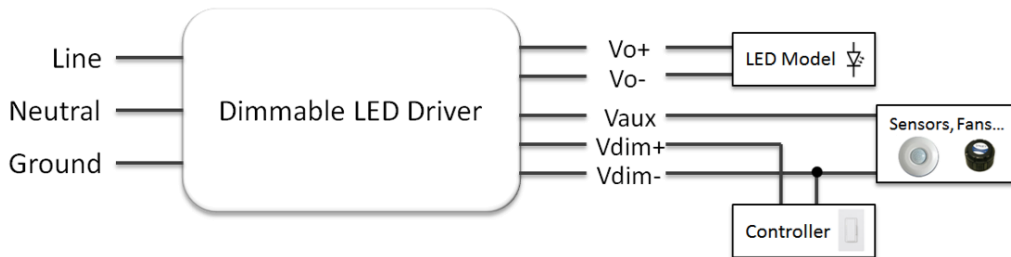 Line
Neutral
Ground
Dimmable LED Driver
Vo+
Vo-
Vaux
Vdim+
Vdim-
LED Model
Sensors, Fans...
Controller